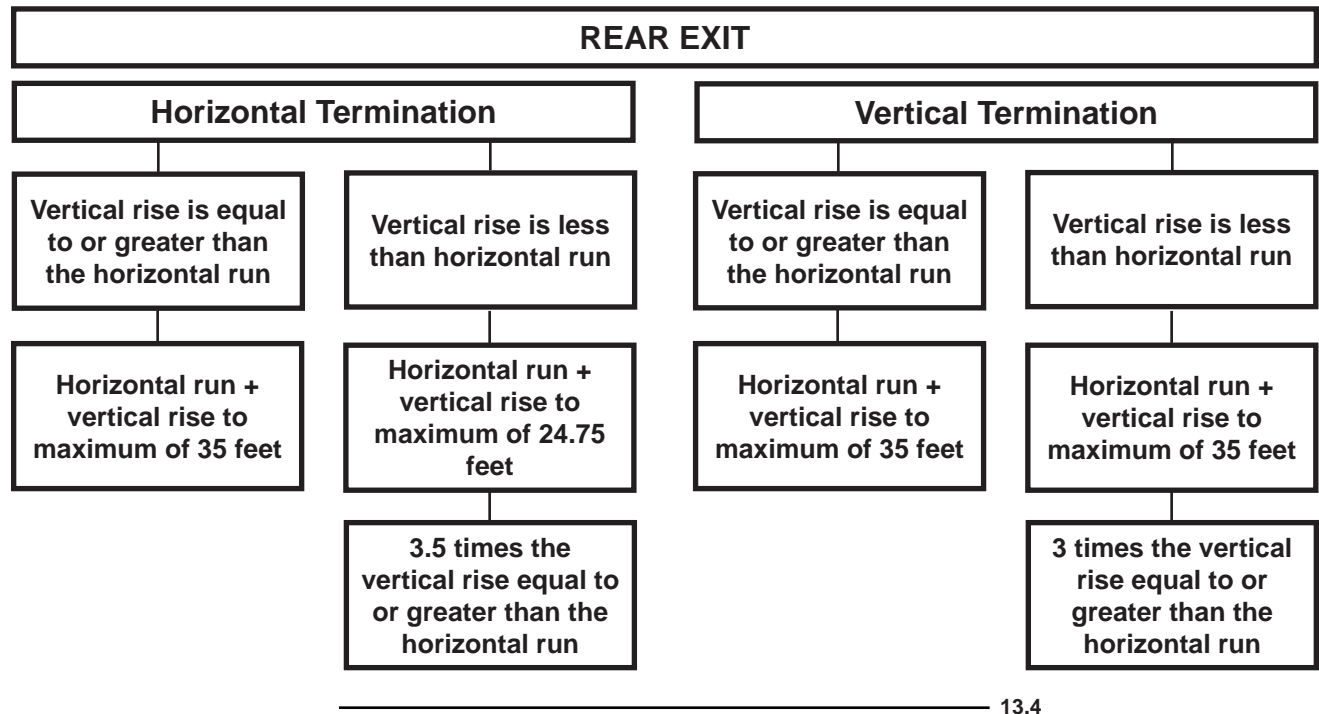 REAR EXIT
Horizontal Termination
Vertical rise is equal
to or greater than
the horizontal run
Horizontal run +
vertical rise to
maximum of 35 feet
Vertical rise is less
than horizontal run
Horizontal run +
vertical rise to
maximum of 24.75
feet
3.5 times the
vertical rise equal to
or greater than the
horizontal run
Vertical Termination
Vertical rise is equal
to or greater than
the horizontal run
Horizontal run +
vertical rise to
maximum of 35 feet
Vertical rise is less
than horizontal run
Horizontal run +
vertical rise to
maximum of 35 feet
3 times the vertical
rise equal to or
greater than the
horizontal run
13.4